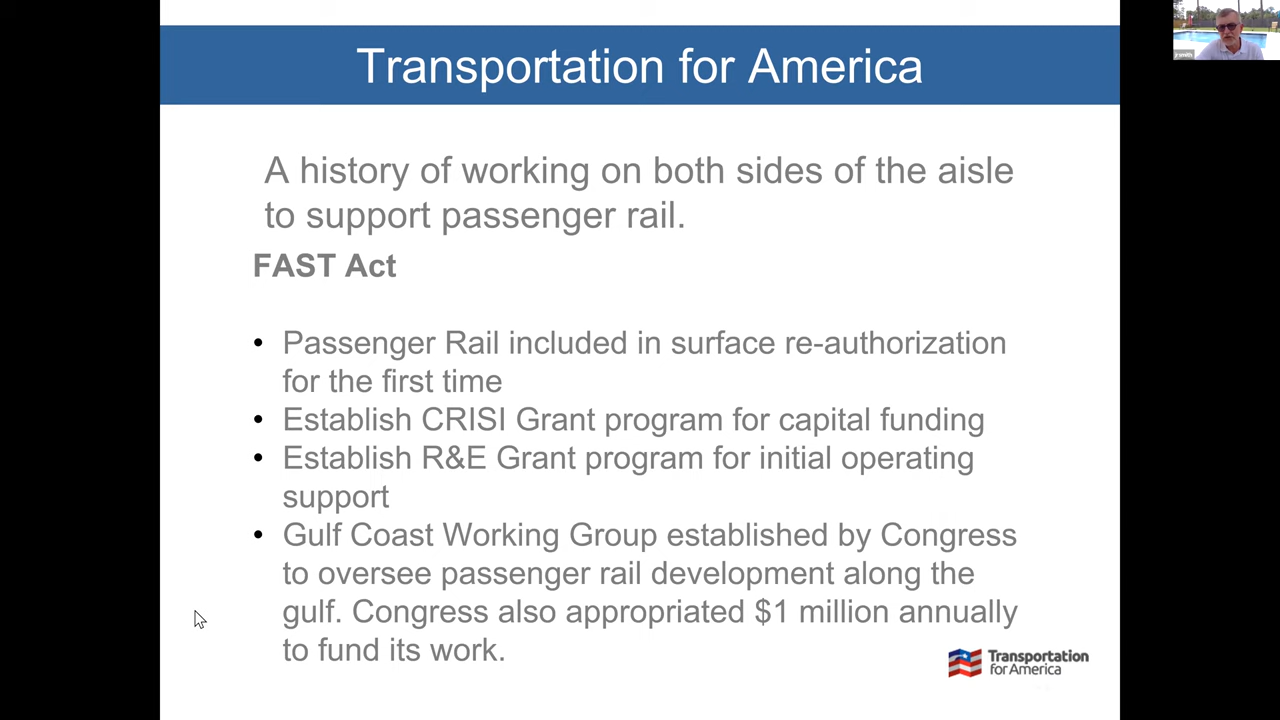 Transportation for America
A history of working on both sides of the aisle
to support passenger rail.
FAST Act
• Passenger Rail included in surface re-authorization
for the first time
• Establish CRISI Grant program for capital funding
• Establish R&E Grant program for initial operating
support
• Gulf Coast Working Group established by Congress
to oversee passenger rail development along the
gulf. Congress also appropriated $1 million annually
to fund its work.
Transportation
for America